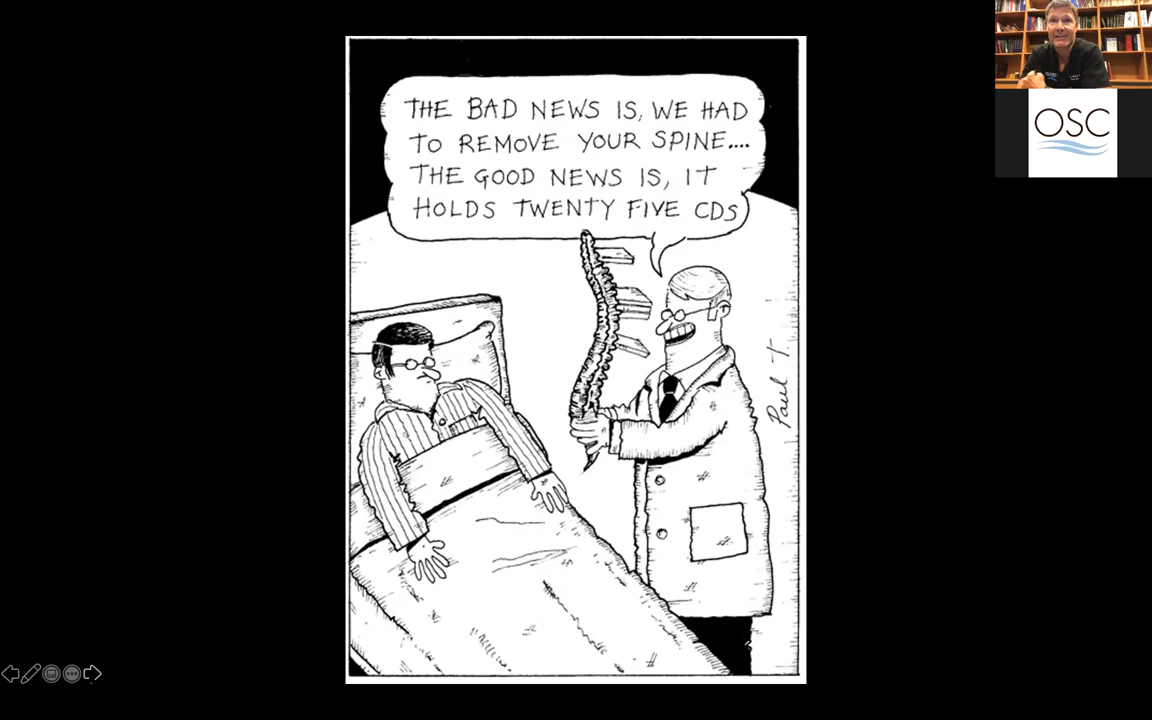 THE BAD NEWS IS, WE HAD
TO REMOVE YOUR SPINE....
THE GOOD NEWS IS, IT
HOLDS TWENTY FIVE CDS
Paul T.
OSC